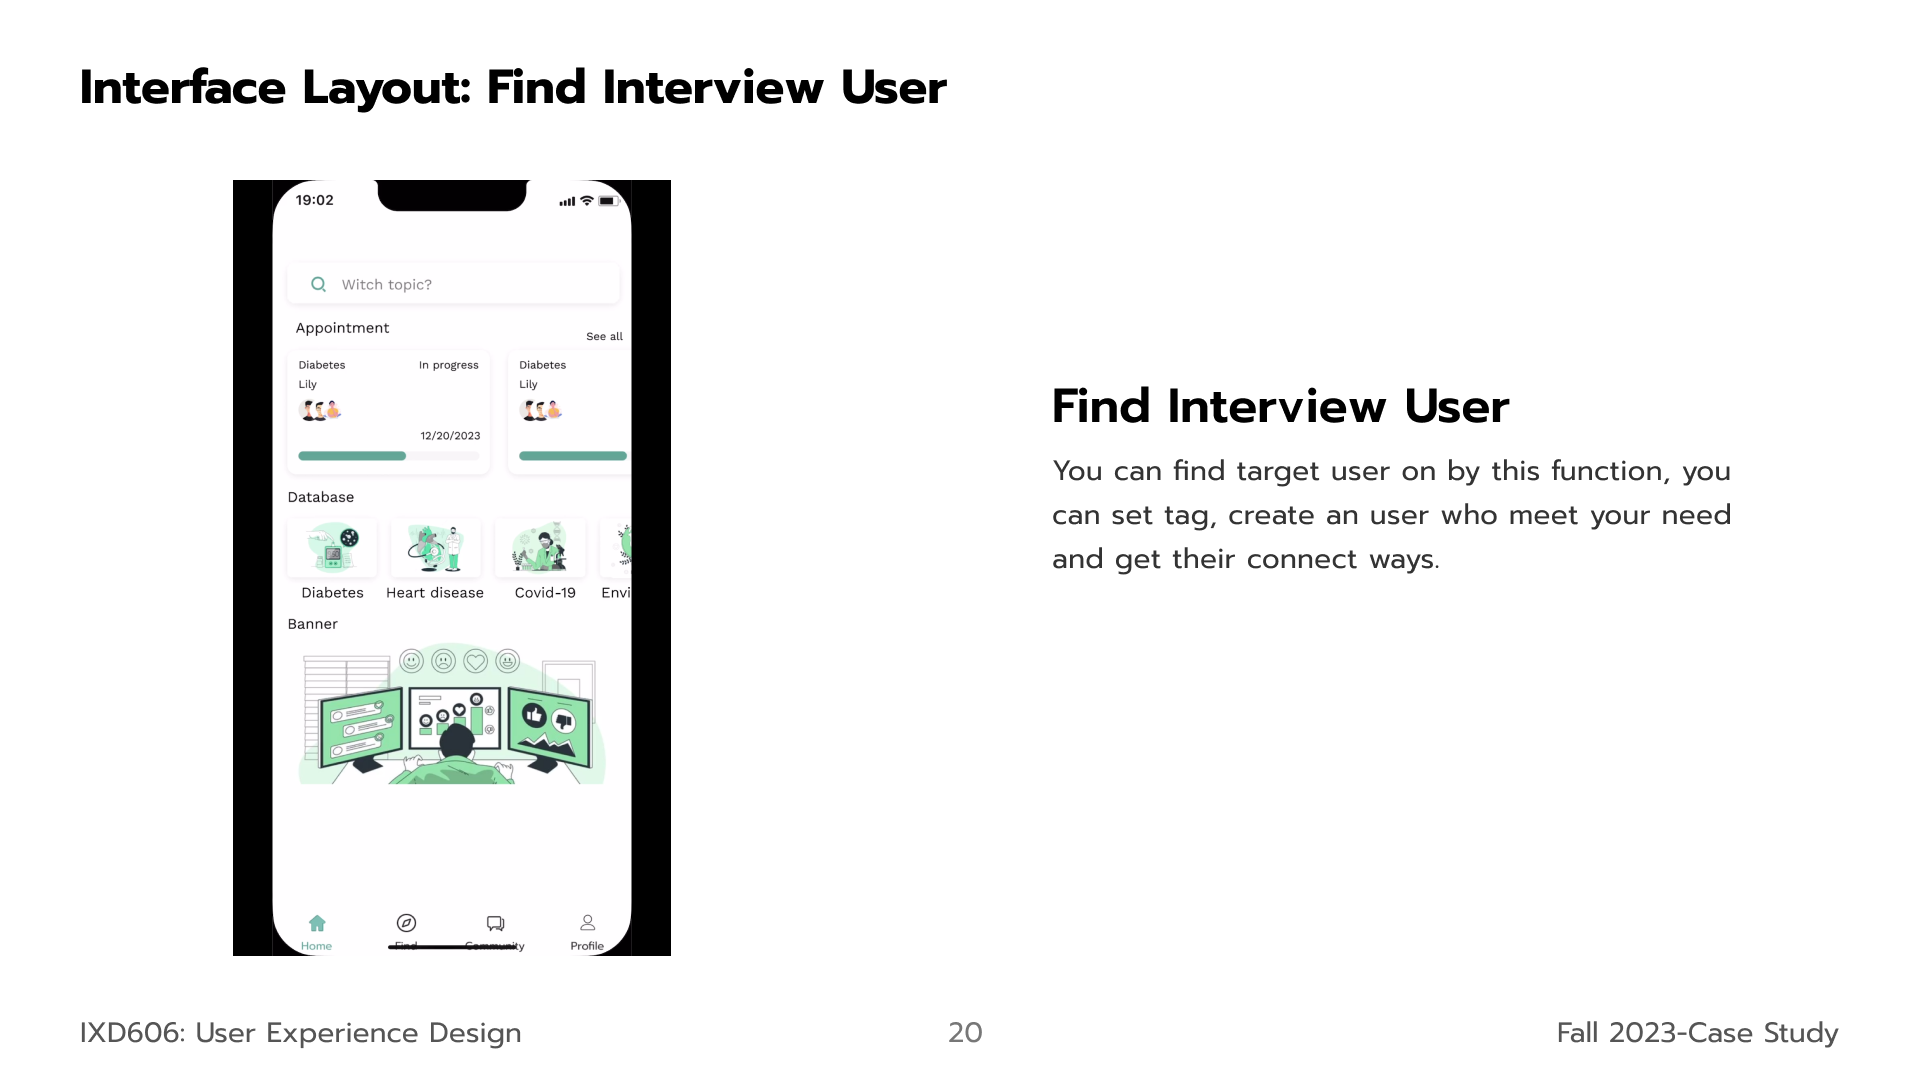 Interface Layout: Find Interview User
19:02
Witch topic?
Appointment
See all
Diabetes In progress
Lily
12/20/2023
Diabetes
Lily
Database
Diabetes Heart disease Covid-19 Envi
Banner
Home Find Community Profile
Find Interview User
You can find target user on by this function, you
can set tag, create an user who meet your need
and get their connect ways.
IXD606: User Experience Design 20 Fall 2023-Case Study